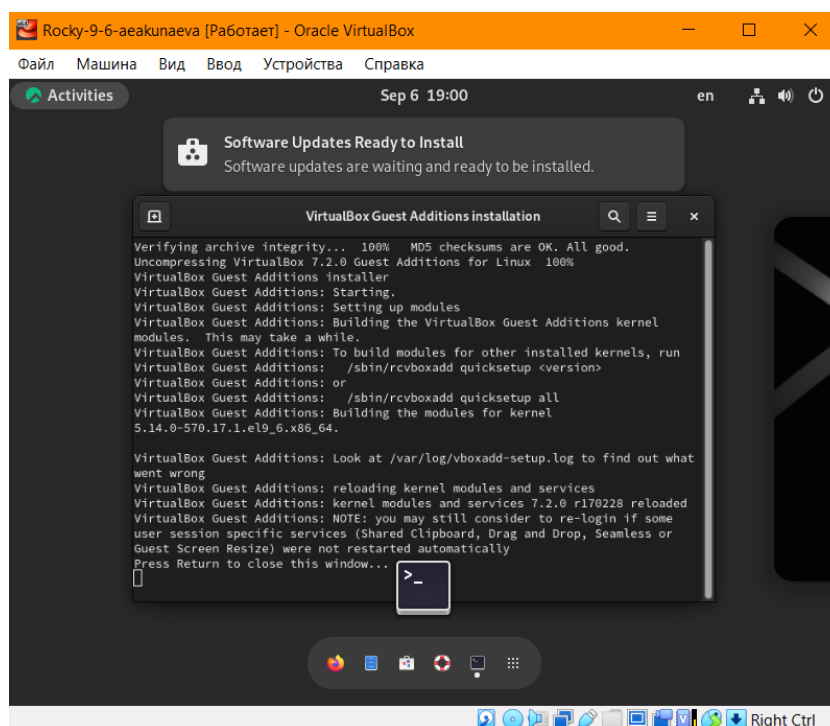 Rocky-9-6-aeakunaeva [Работает] - Oracle VirtualBox
Файл Машина Вид Ввод Устройства Справка
Activities Sep 6 19:00 en
Software Updates Ready to Install
Software updates are waiting and ready to be installed.
VirtualBox Guest Additions installation
Verifying archive integrity... 100% MD5 checksums are OK. All good.
Uncompressing VirtualBox 7.2.0 Guest Additions for Linux 100%
VirtualBox Guest Additions installer
VirtualBox Guest Additions: Starting.
VirtualBox Guest Additions: Setting up modules
VirtualBox Guest Additions: Building the VirtualBox Guest Additions kernel
modules. This may take a while.
VirtualBox Guest Additions: To build modules for other installed kernels, run
VirtualBox Guest Additions: /sbin/rcvboxadd quicksetup <version>
VirtualBox Guest Additions: or
VirtualBox Guest Additions: /sbin/rcvboxadd quicksetup all
VirtualBox Guest Additions: Building the modules for kernel
5.14.0-570.17.1.el9_6.x86_64.
VirtualBox Guest Additions: Look at /var/log/vboxadd-setup.log to find out what
went wrong
VirtualBox Guest Additions: reloading kernel modules and services
VirtualBox Guest Additions: kernel modules and services 7.2.0 r170228 reloaded
VirtualBox Guest Additions: NOTE: you may still consider to re-login if some
user session specific services (Shared Clipboard, Drag and Drop, Seamless or
Guest Screen Resize) were not restarted automatically
Press Return to close this window...
>_
Right Ctrl